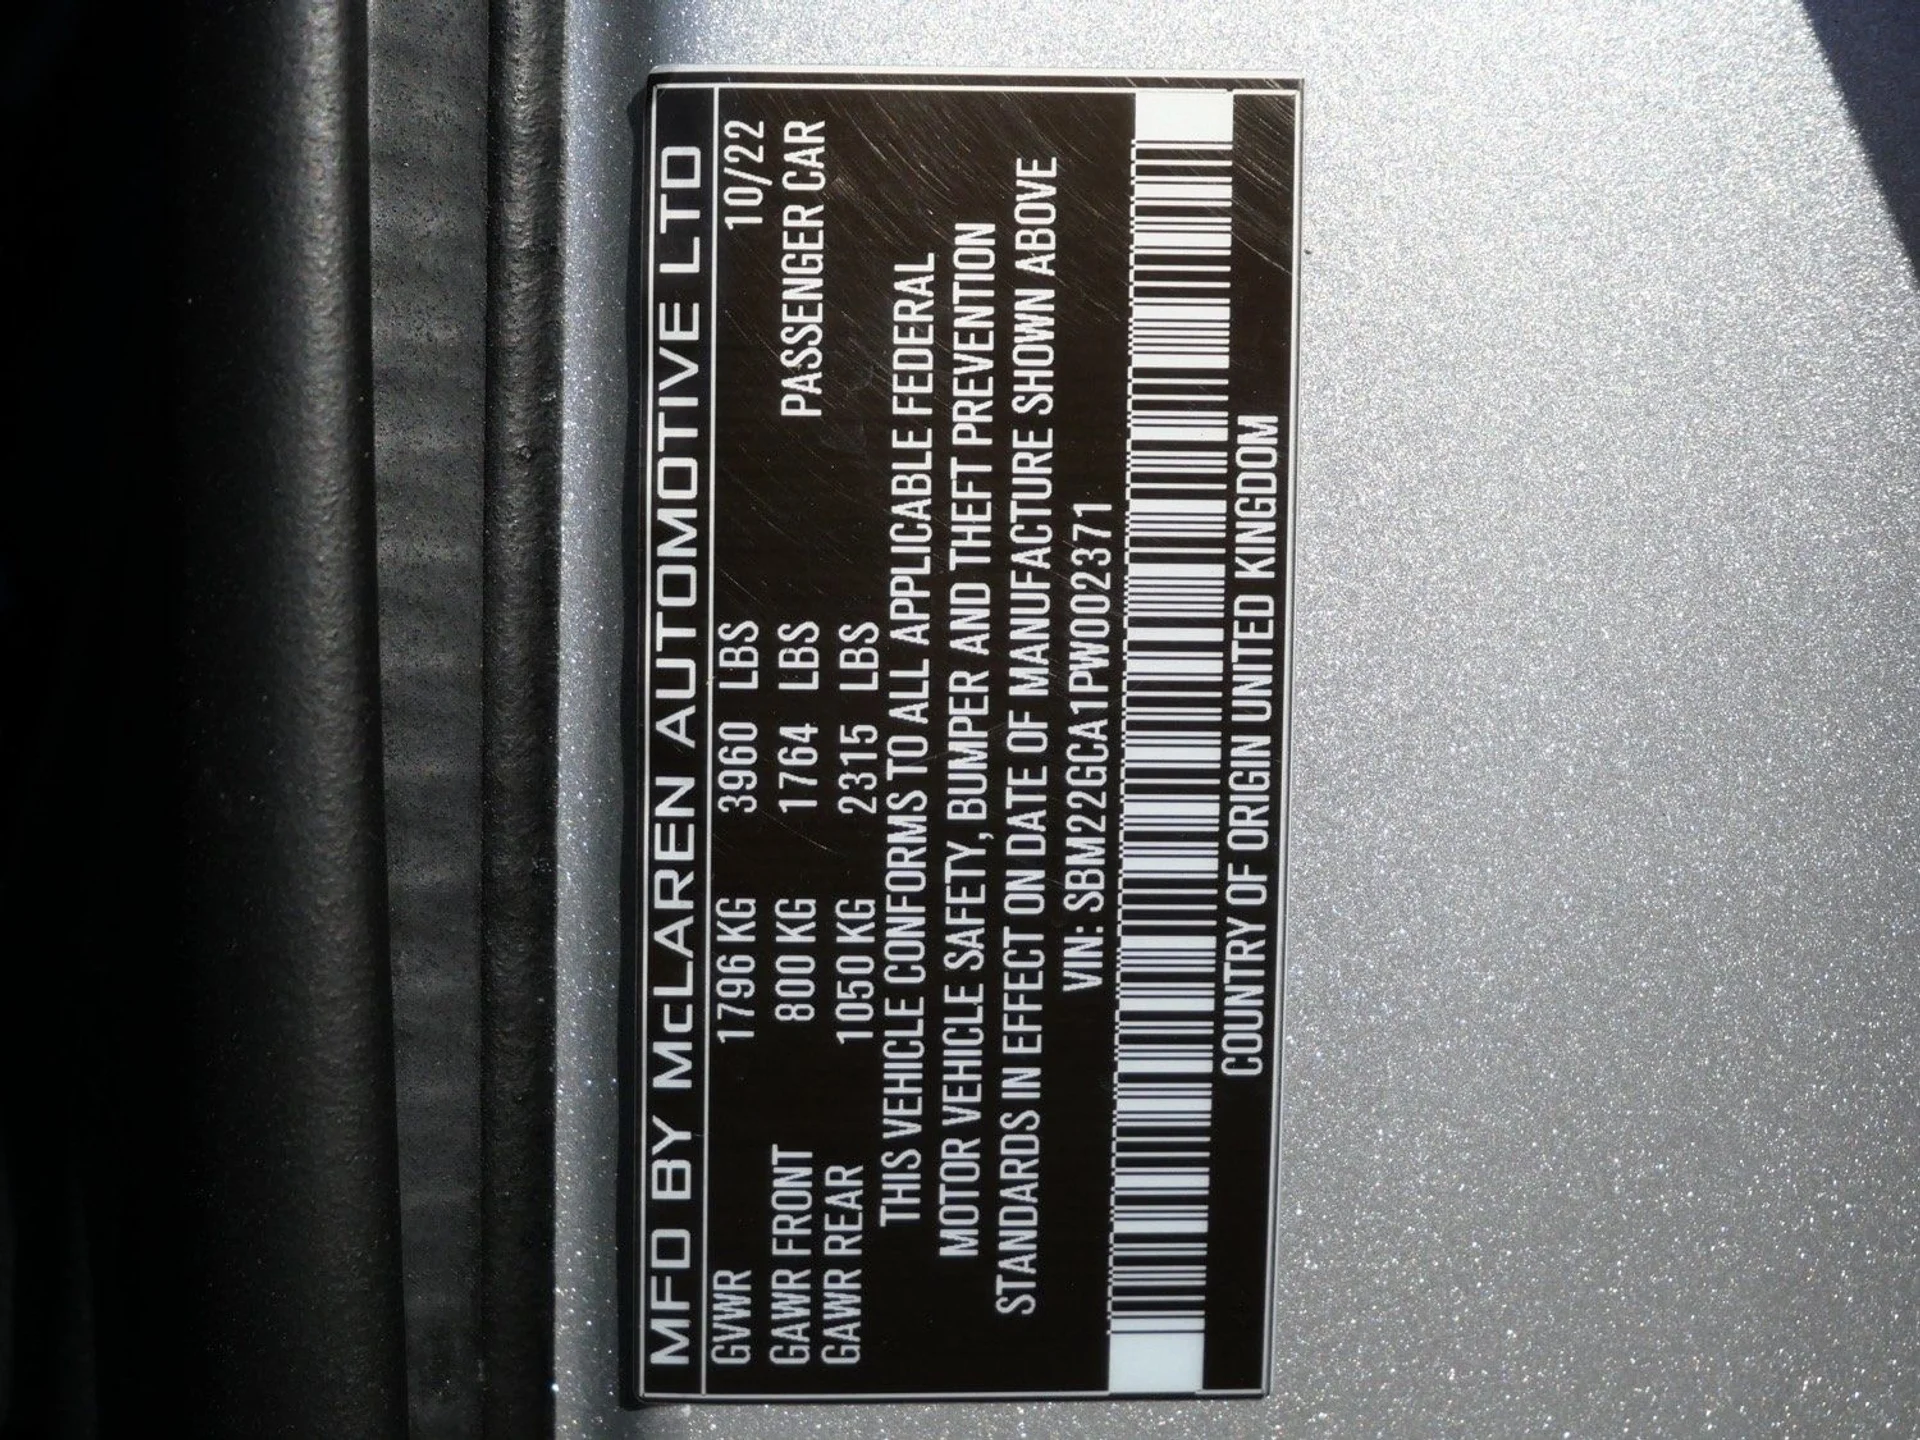 MFD BY McLAREN AUTOMOTIVE LTD
GVWR 1796 KG 3960 LBS 10/22
GAWR FRONT 800 KG 1764 LBS PASSENGER CAR
GAWR REAR 1050 KG 2315 LBS
THIS VEHICLE CONFORMS TO ALL APPLICABLE FEDERAL
MOTOR VEHICLE SAFETY, BUMPER AND THEFT PREVENTION
STANDARDS IN EFFECT ON DATE OF MANUFACTURE SHOWN ABOVE
VIN: SBM22GCA1PW002371
COUNTRY OF ORIGIN UNITED KINGDOM